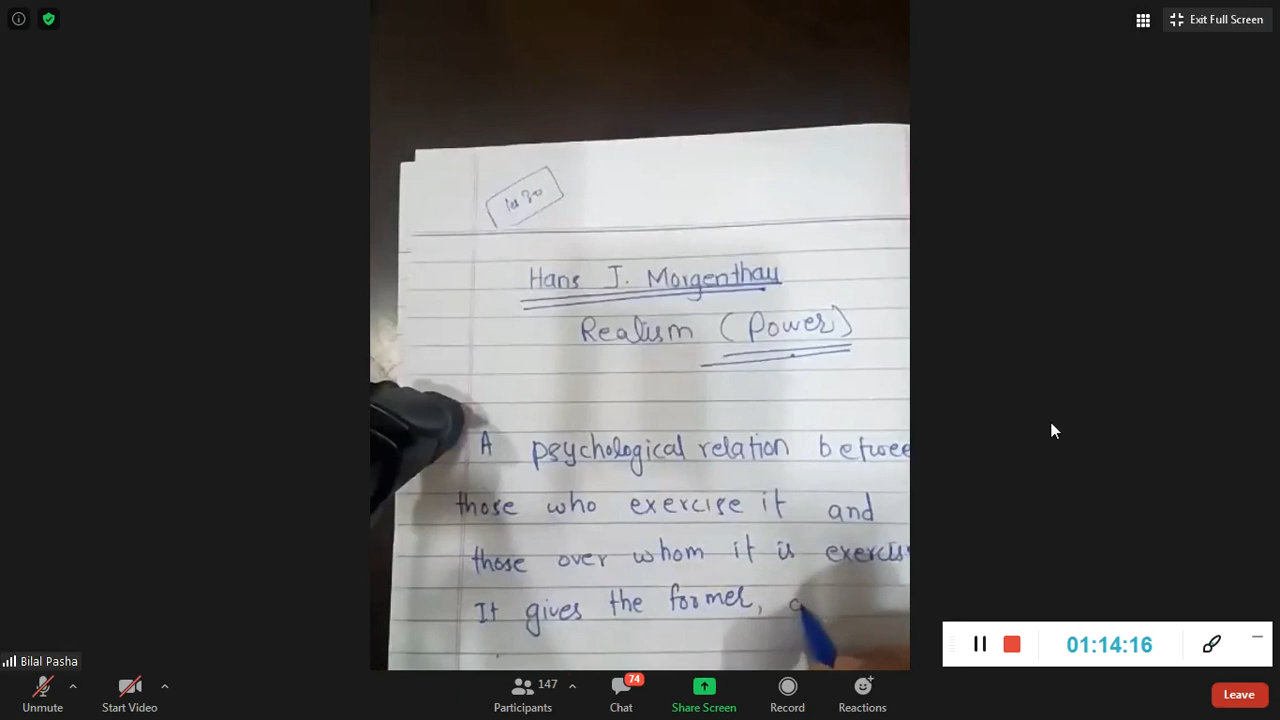 Exit Full Screen
10:30
Hans J. Morgenthau
Realism (Power)
A psychological relation betwee
those who exercise it and
those over whom it is exercis
It gives the former,
01:14:16
Bilal Pasha
147
74
Unmute
Start Video
Participants
Chat
Share Screen
Record
Reactions
Leave